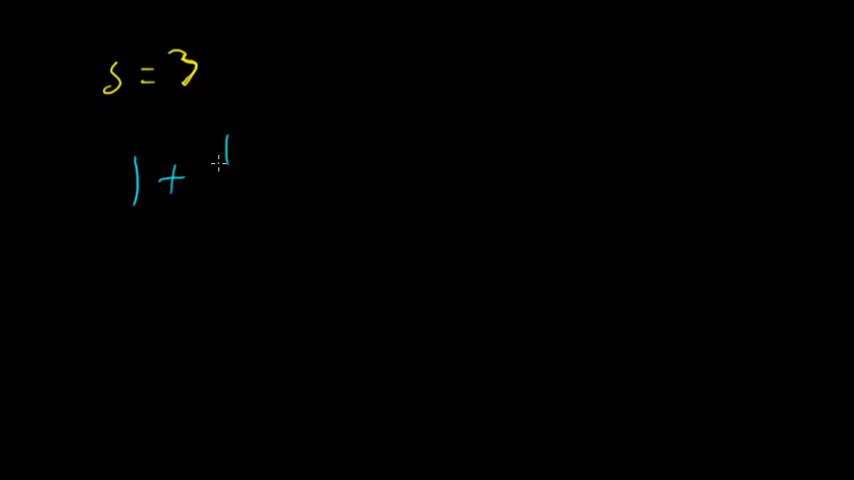 s = 3
1 + 1